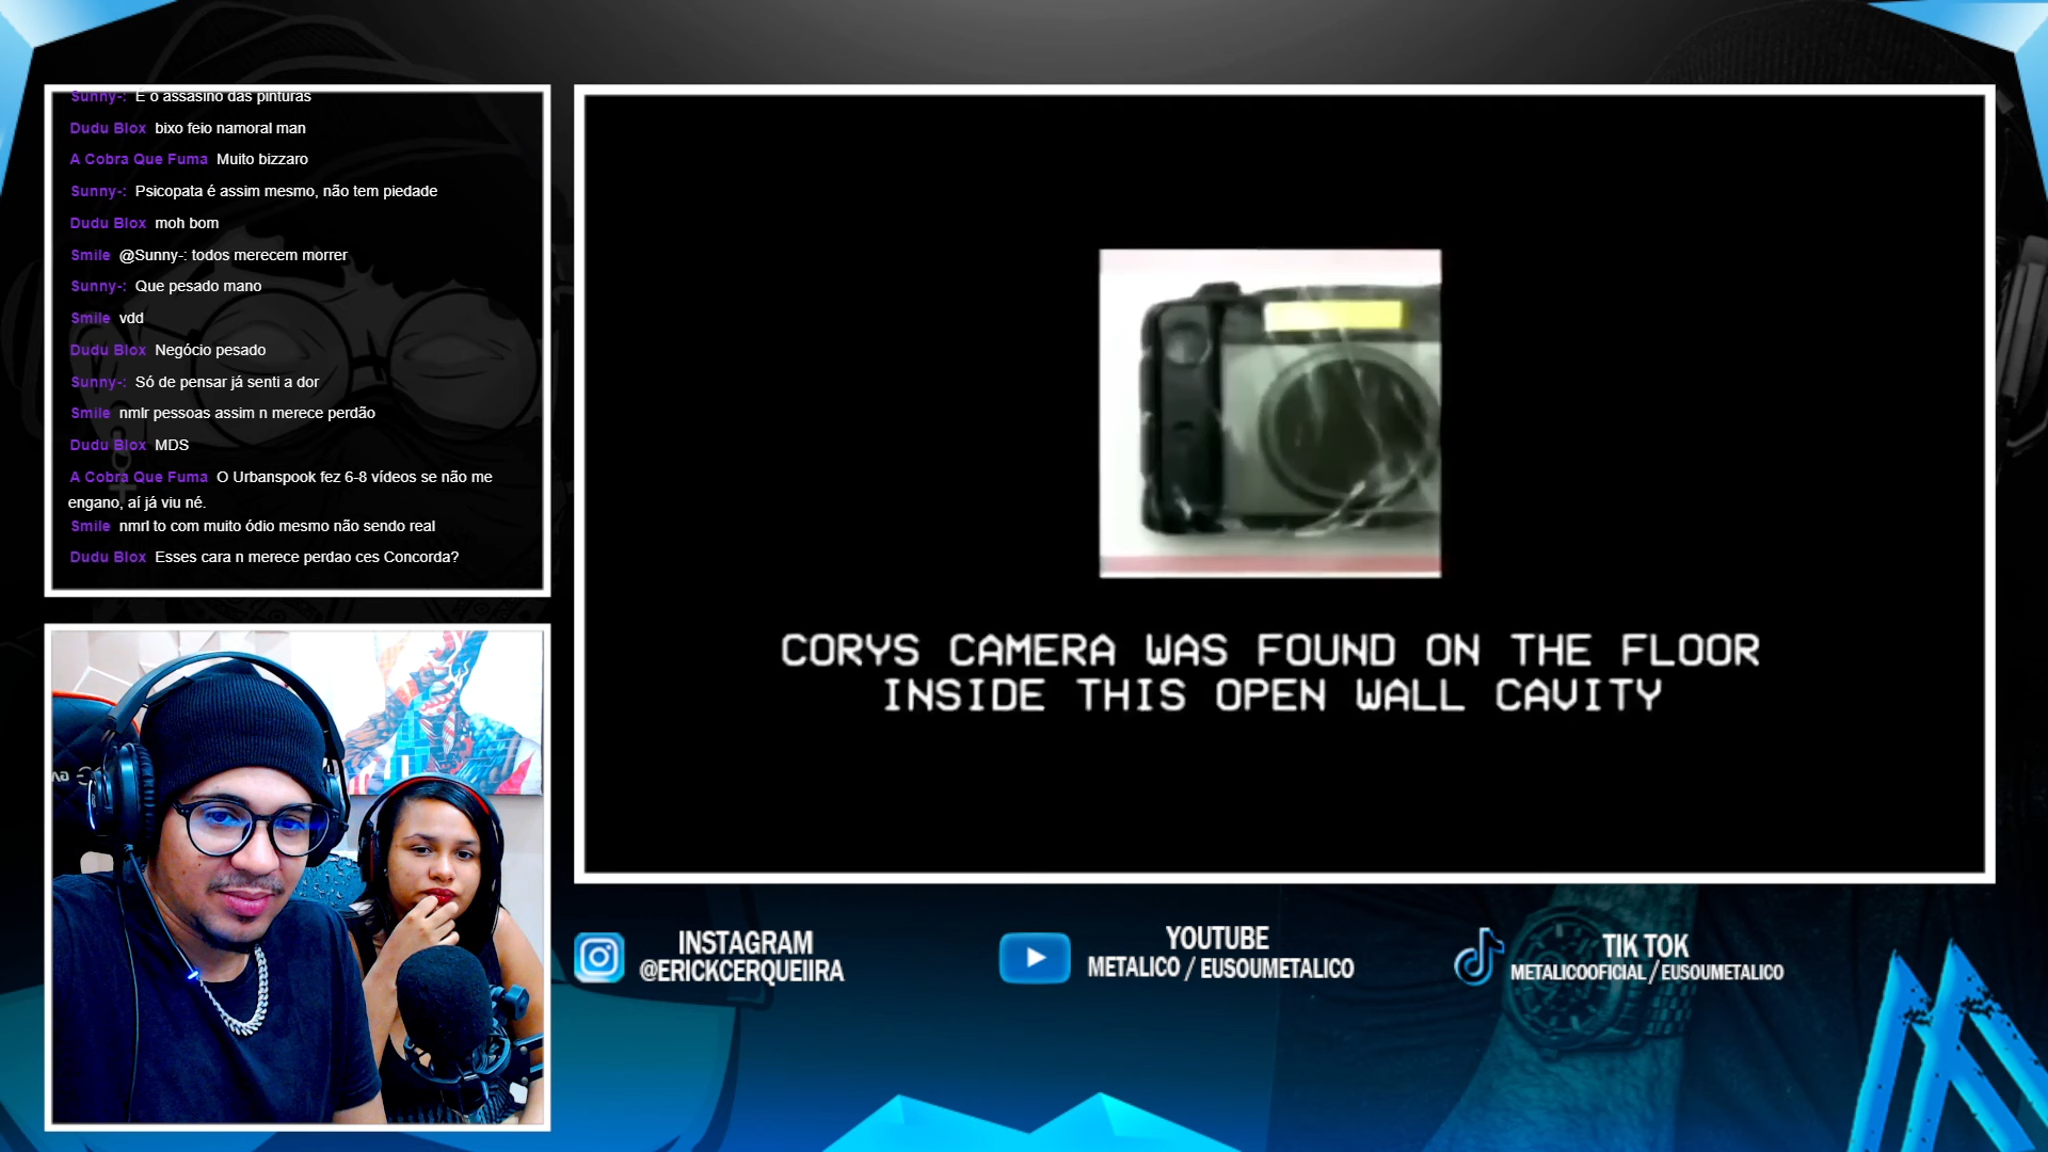 Sunny-: É o assasino das pinturas
Dudu Blox bixo feio namoral man
A Cobra Que Fuma Muito bizzaro
Sunny-: Psicopata é assim mesmo, não tem piedade
Dudu Blox moh bom
Smile @Sunny-: todos merecem morrer
Sunny-: Que pesado mano
Smile vdd
Dudu Blox Negócio pesado
Sunny-: Só de pensar já senti a dor
Smile nmlr pessoas assim n merece perdão
Dudu Blox MDS
A Cobra Que Fuma O Urbanspook fez 6-8 vídeos se não me
engano, aí já viu né.
Smile nmrl to com muito ódio mesmo não sendo real
Dudu Blox Esses cara n merece perdao ces Concorda?
CORYS CAMERA WAS FOUND ON THE FLOOR
INSIDE THIS OPEN WALL CAVITY
INSTAGRAM
@ERICKCERQUEIIRA
YOUTUBE
METALICO / EUSOUMETALICO
TIK TOK
METALICOOFICIAL / EUSOUMETALICO